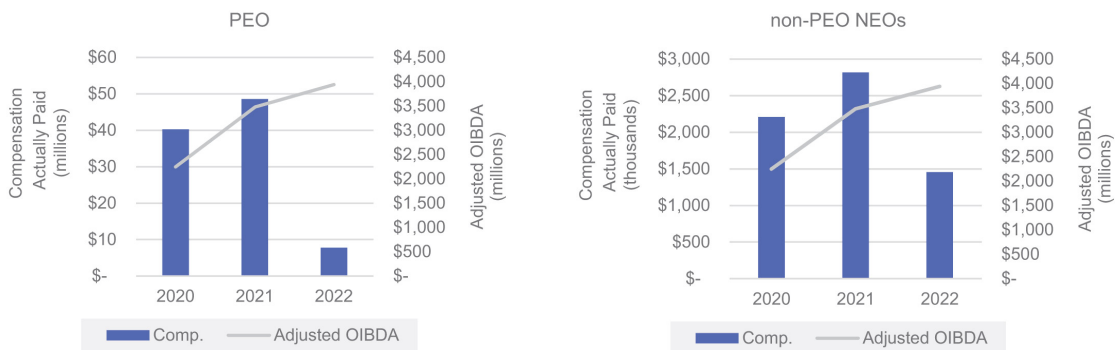 PEO
Compensation
Actually Paid
(millions)
$60
$50
$40
$30
$20
$10
$-
$4,500
$4,000
$3,500
$3,000
$2,500
$2,000
$1,500
$1,000
$500
$-
Adjusted OIBDA
(millions)
2020 2021 2022
Comp. Adjusted OIBDA
non-PEO NEOs
Compensation
Actually Paid
(thousands)
$3,000
$2,500
$2,000
$1,500
$1,000
$500
$-
$4,500
$4,000
$3,500
$3,000
$2,500
$2,000
$1,500
$1,000
$500
$-
Adjusted OIBDA
(millions)
2020 2021 2022
Comp. Adjusted OIBDA